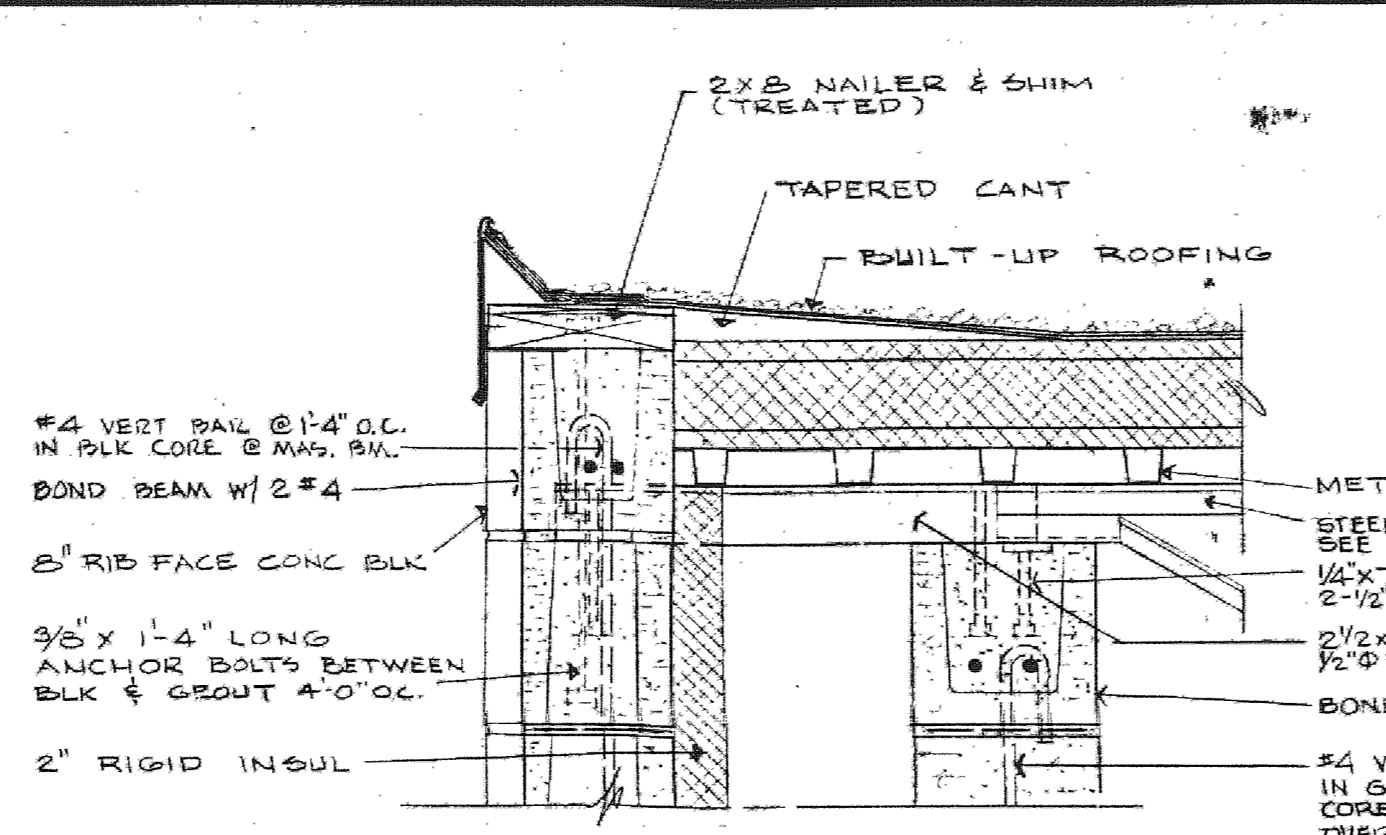 2X8 NAILER & SHIM
(TREATED)
TAPERED CANT
BUILT-UP ROOFING
#4 VERT BAR @ 1'-4" O.C.
IN BLK CORE @ MAS. BM.
BOND BEAM W/ 2 #4
8" RIB FACE CONC BLK
3/8" X 1'-4" LONG
ANCHOR BOLTS BETWEEN
BLK & GROUT 4'-0" O.C.
2" RIGID INSUL
MET
STEE
SEE
1/4" X
2-1/2"
2 1/2 X
1/2" Φ
BON
#4 V
IN G
CORE